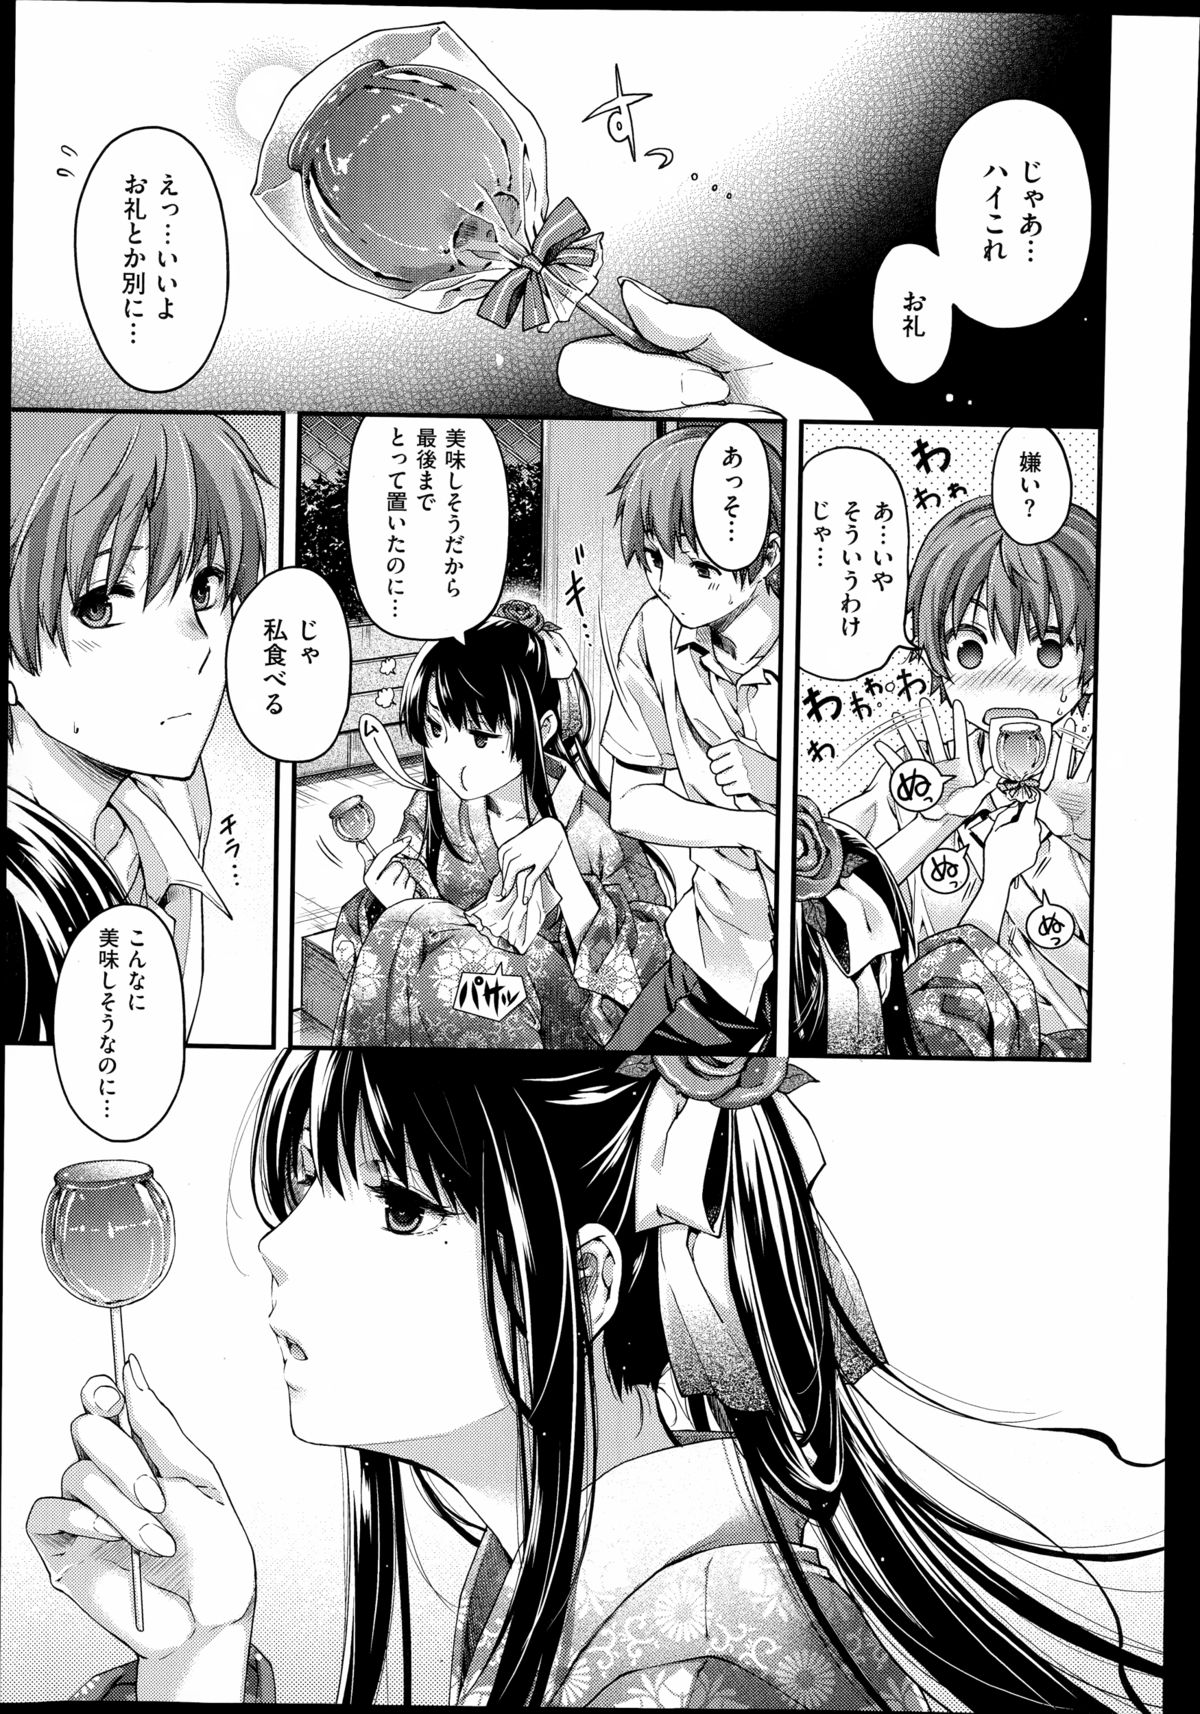 じゃあ…
ハイこれ
お礼
すっ……
えっ…いいよ
お礼とか別に…
嫌い?
わ
わゎ
あ…いや
そういうわけ
じゃ…
わわゎ。わ
わ
ぬっ
ぬっ
ぬっ
あっそ…
ギ…
美味しそうだから
最後まで
とって置いたのに…
ム
パサル
じゃ
私食べる
チラ…
こんなに
美味しそうなのに…